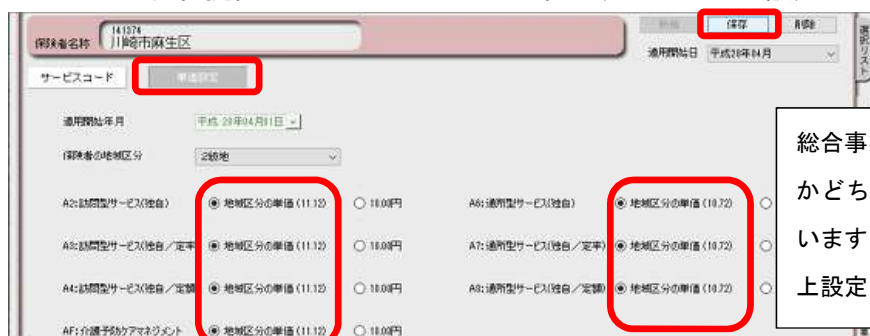 141374
保険者名称 川崎市麻生区
保存 削除
適用開始日 平成28年04月
選択リスト
サービスコード 単価設定
適用開始年月 平成 28年04月01日
保険者の地域区分 2級地
A2:訪問型サービス(独自) 地域区分の単価(11.12) 10.00円 A6:通所型サービス(独自) 地域区分の単価(10.72)
A3:訪問型サービス(独自／定率 地域区分の単価(11.12) 10.00円 A7:通所型サービス(独自／定率) 地域区分の単価(10.72)
A4:訪問型サービス(独自／定額 地域区分の単価(11.12) 10.00円 A8:通所型サービス(独自／定額) 地域区分の単価(10.72)
AF:介護予防ケアマネジメント 地域区分の単価(11.12) 10.00円
総合事
かどち
います
上設定